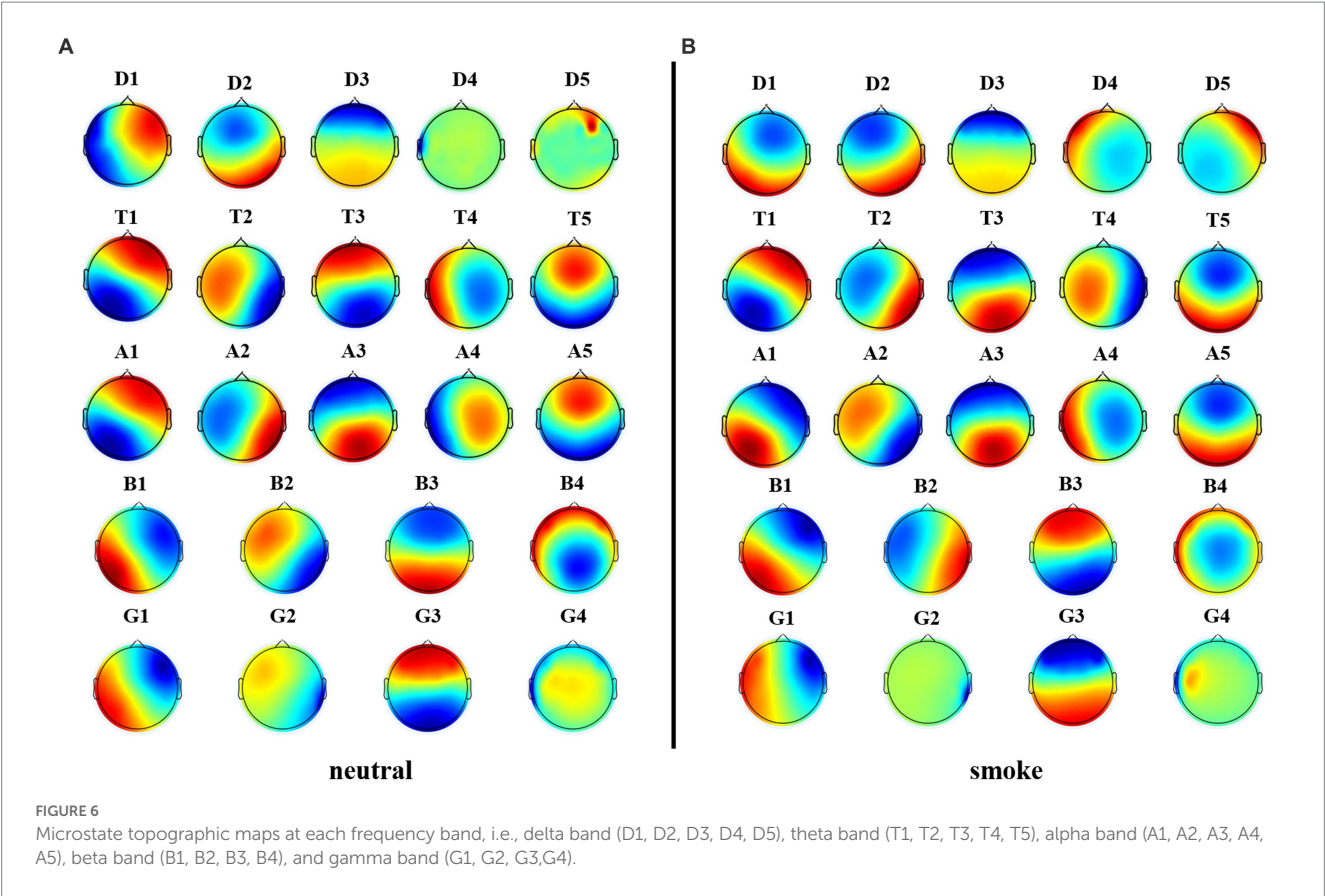 A
B
D1 D2 D3 D4 D5
D1 D2 D3 D4 D5
T1 T2 T3 T4 T5
T1 T2 T3 T4 T5
A1 A2 A3 A4 A5
A1 A2 A3 A4 A5
B1 B2 B3 B4
B1 B2 B3 B4
G1 G2 G3 G4
G1 G2 G3 G4
neutral
smoke
FIGURE 6
Microstate topographic maps at each frequency band, i.e., delta band (D1, D2, D3, D4, D5), theta band (T1, T2, T3, T4, T5), alpha band (A1, A2, A3, A4,
A5), beta band (B1, B2, B3, B4), and gamma band (G1, G2, G3,G4).